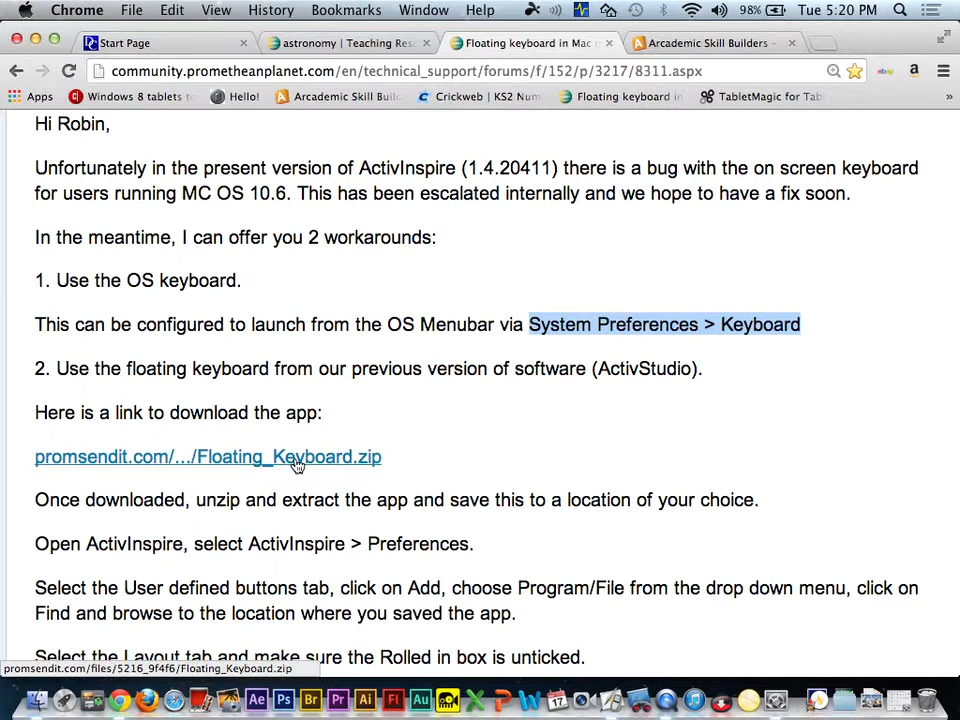 Chrome File Edit View History Bookmarks Window Help 98% Tue 5:20 PM
Start Page astronomy | Teaching Res Floating keyboard in Mac Arcademic Skill Builders -
community.prometheanplanet.com/en/technical_support/forums/f/152/p/3217/8311.aspx
Apps Windows 8 tablets t Hello! Arcademic Skill Buil Crickweb | KS2 Num Floating keyboard in TabletMagic for Tab »
Hi Robin,
Unfortunately in the present version of ActivInspire (1.4.20411) there is a bug with the on screen keyboard
for users running MC OS 10.6. This has been escalated internally and we hope to have a fix soon.
In the meantime, I can offer you 2 workarounds:
1. Use the OS keyboard.
This can be configured to launch from the OS Menubar via System Preferences > Keyboard
2. Use the floating keyboard from our previous version of software (ActivStudio).
Here is a link to download the app:
promsendit.com/.../Floating_Keyboard.zip
Once downloaded, unzip and extract the app and save this to a location of your choice.
Open ActivInspire, select ActivInspire > Preferences.
Select the User defined buttons tab, click on Add, choose Program/File from the drop down menu, click on
Find and browse to the location where you saved the app.
Select the Layout tab and make sure the Rolled in box is unticked.
promsendit.com/files/5216_9f4f6/Floating_Keyboard.zip
Ae Ps Br Pr Ai Fl Au 17